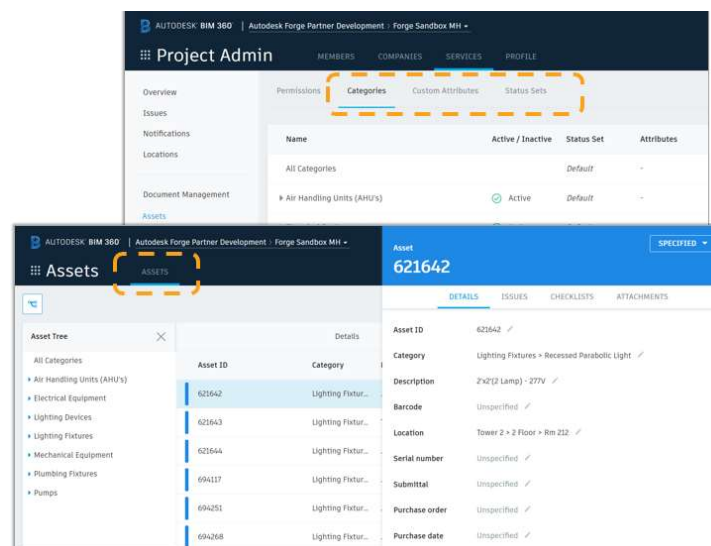 AUTODESK® BIM 360° | Autodesk Forge Partner Development > Forge Sandbox MH
Project Admin MEMBERS COMPANIES SERVICES PROFILE
Overview
Issues
Notifications
Locations
Document Management
Assets
Permissions Categories Custom Attributes Status Sets
Name Active / Inactive Status Set Attributes
All Categories Default -
Air Handling Units (AHU's) Active Default -
AUTODESK® BIM 360° | Autodesk Forge Partner Development > Forge Sandbox MH
Assets ASSETS
Asset Tree
All Categories
Air Handling Units (AHU's)
Electrical Equipment
Lighting Devices
Lighting Fixtures
Mechanical Equipment
Plumbing Fixtures
Pumps
Details
Asset ID Category
621642 Lighting Fixtur...
621643 Lighting Fixtur...
621644 Lighting Fixtur...
694117 Lighting Fixtur...
694251 Lighting Fixtur...
694268 Lighting Fixtur...
Asset SPECIFIED
621642
DETAILS ISSUES CHECKLISTS ATTACHMENTS
Asset ID 621642
Category Lighting Fixtures > Recessed Parabolic Light
Description 2'x2'(2 Lamp) - 277V
Barcode Unspecified
Location Tower 2 > 2 Floor > Rm 212
Serial number Unspecified
Submittal Unspecified
Purchase order Unspecified
Purchase date Unspecified